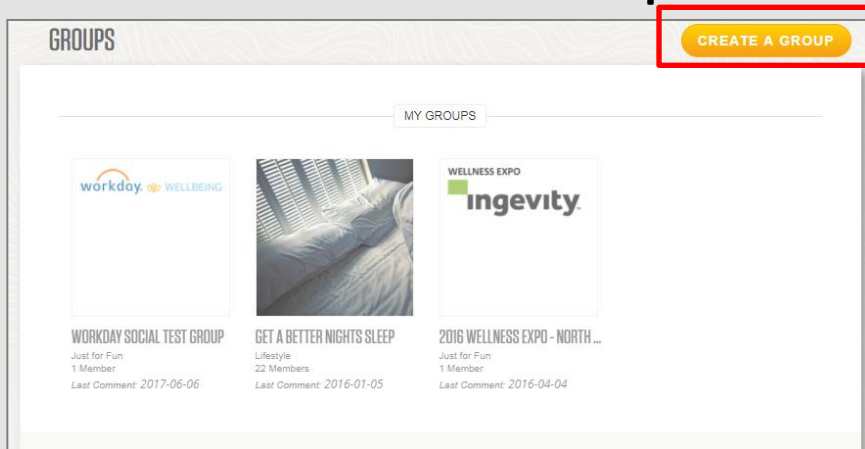 GROUPS
CREATE A GROUP
MY GROUPS
workday. WELLBEING
WELLNESS EXPO
ingevity
WORKDAY SOCIAL TEST GROUP
Just for Fun
1 Member
Last Comment: 2017-06-06
GET A BETTER NIGHTS SLEEP
Lifestyle
22 Members
Last Comment: 2016-01-05
2016 WELLNESS EXPO - NORTH ...
Just for Fun
1 Member
Last Comment: 2016-04-04